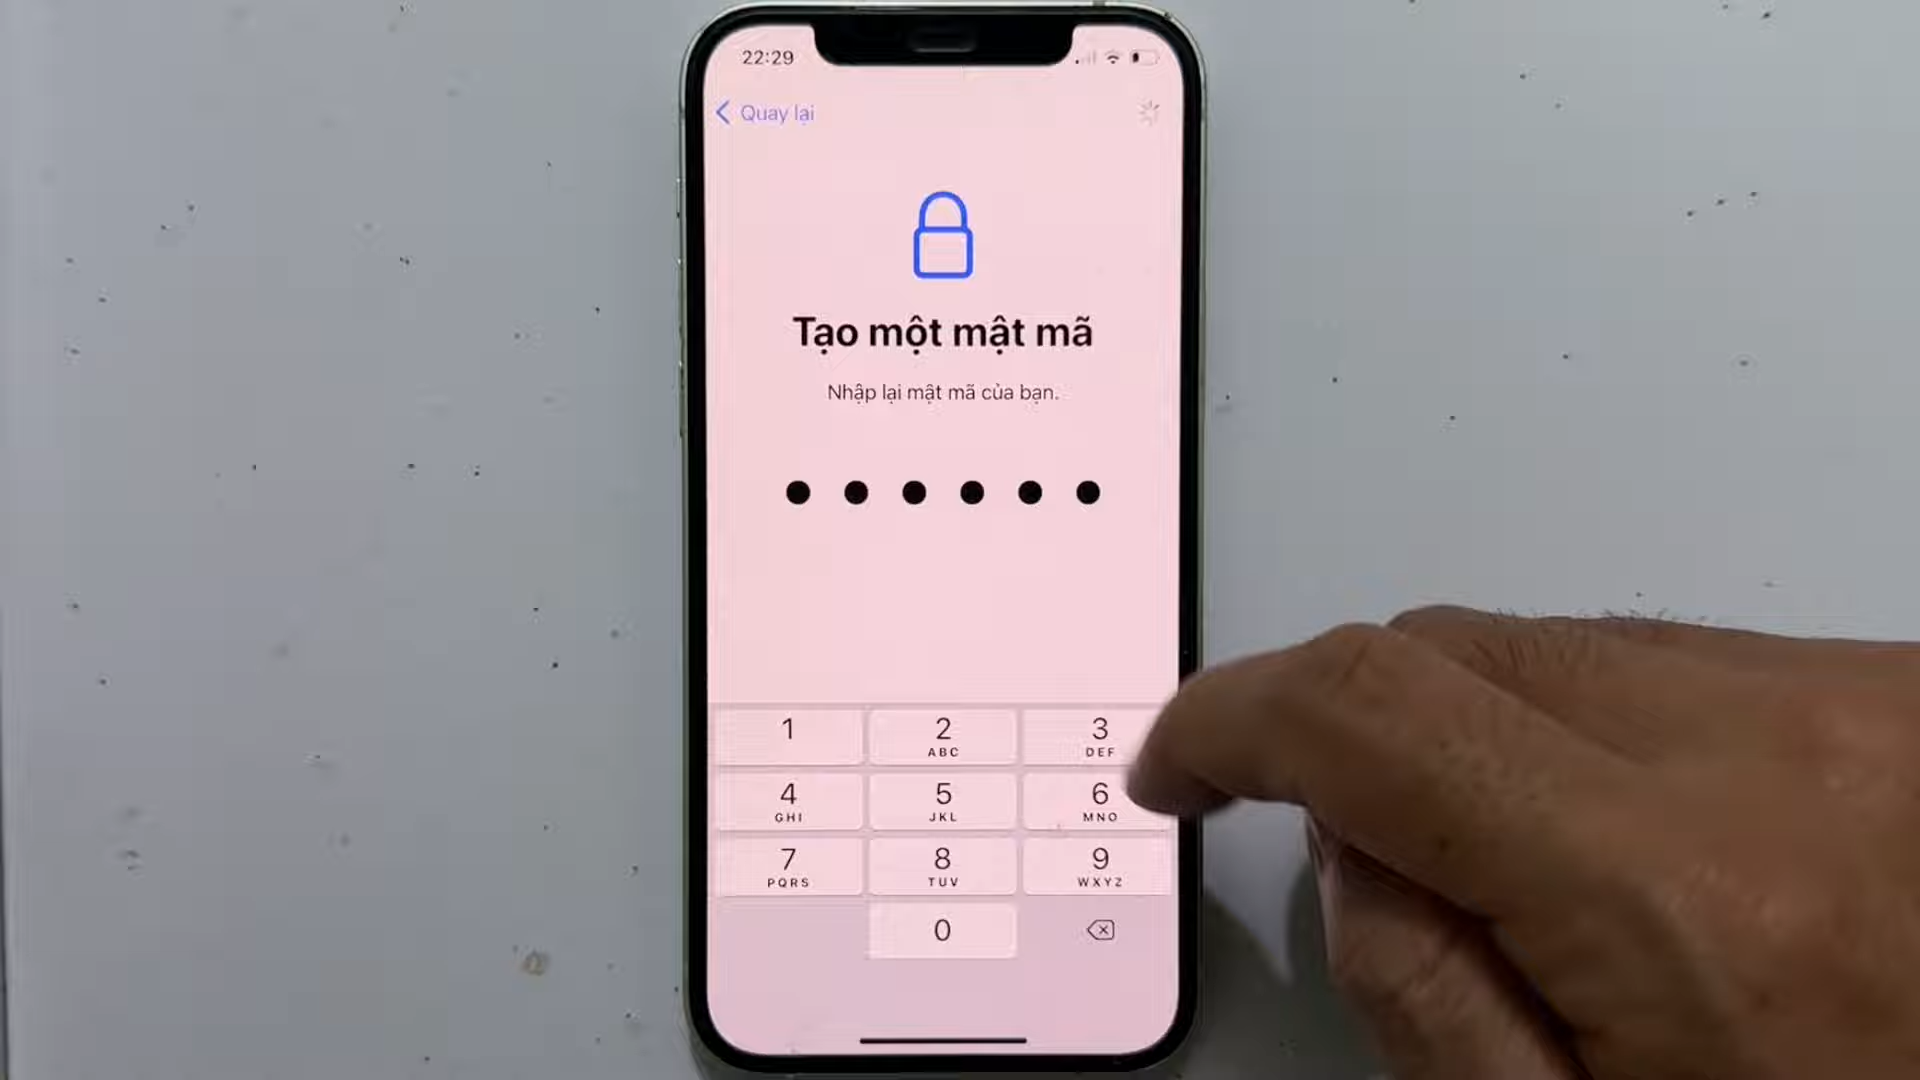 22:29
Quay lại
Tạo một mật mã
Nhập lại mật mã của bạn.
1
2
ABC
3
DEF
4
GHI
5
JKL
6
MNO
7
PQRS
8
TUV
9
WXYZ
0